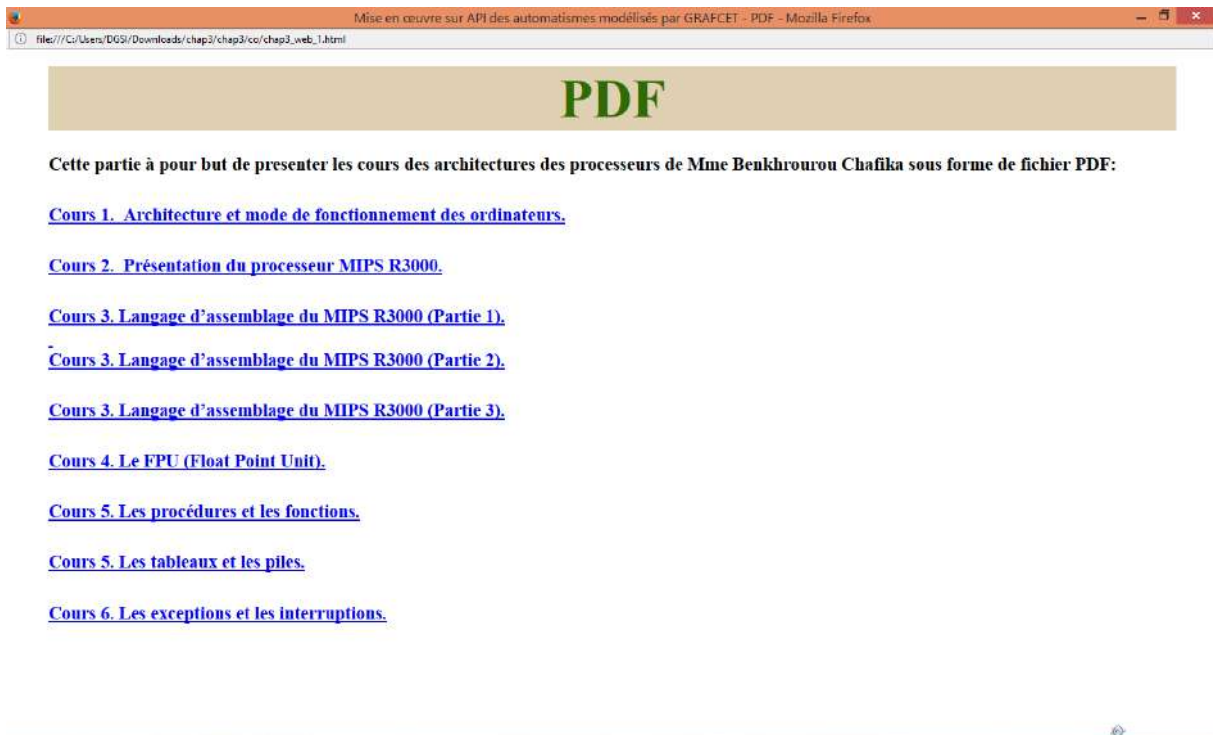 Mise en œuvre sur API des automatismes modélisés par GRAFCET - PDF - Mozilla Firefox
file:///C:/Users/DGSI/Downloads/chap3/chap3/co/chap3_web_1.html
PDF
Cette partie à pour but de presenter les cours des architectures des processeurs de Mme Benkhrourou Chafika sous forme de fichier PDF:
Cours 1.  Architecture et mode de fonctionnement des ordinateurs.
Cours 2.  Présentation du processeur MIPS R3000.
Cours 3. Langage d’assemblage du MIPS R3000 (Partie 1).
Cours 3. Langage d’assemblage du MIPS R3000 (Partie 2).
Cours 3. Langage d’assemblage du MIPS R3000 (Partie 3).
Cours 4. Le FPU (Float Point Unit).
Cours 5. Les procédures et les fonctions.
Cours 5. Les tableaux et les piles.
Cours 6. Les exceptions et les interruptions.